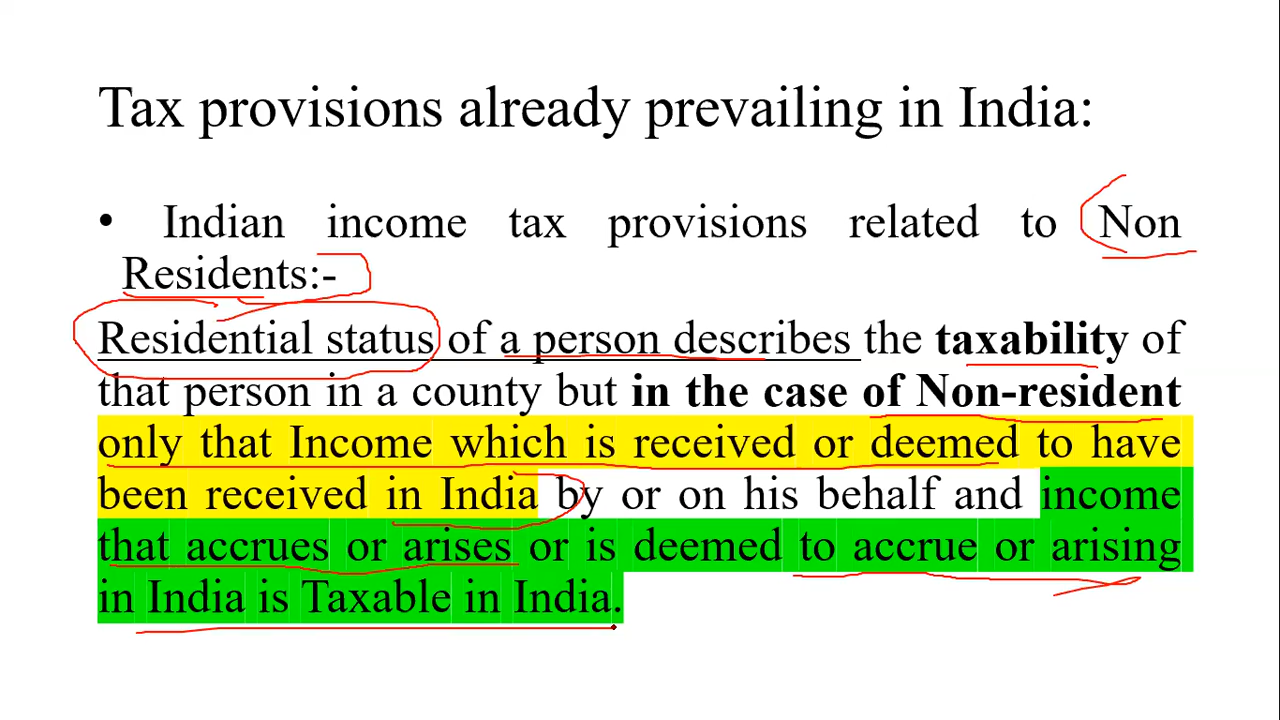 Tax provisions already prevailing in India:
• Indian income tax provisions related to Non
Residents:-
Residential status of a person describes the taxability of
that person in a county but in the case of Non-resident
only that Income which is received or deemed to have
been received in India by or on his behalf and income
that accrues or arises or is deemed to accrue or arising
in India is Taxable in India.